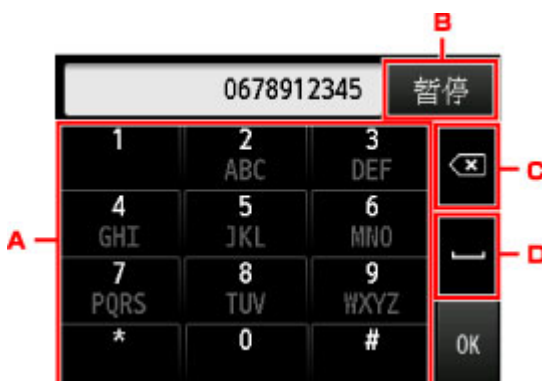 B
0678912345 暂停
1 2 3
ABC DEF
C
4 5 6
GHI JKL MNO
A
D
7 8 9
PQRS TUV WXYZ
* 0 # OK